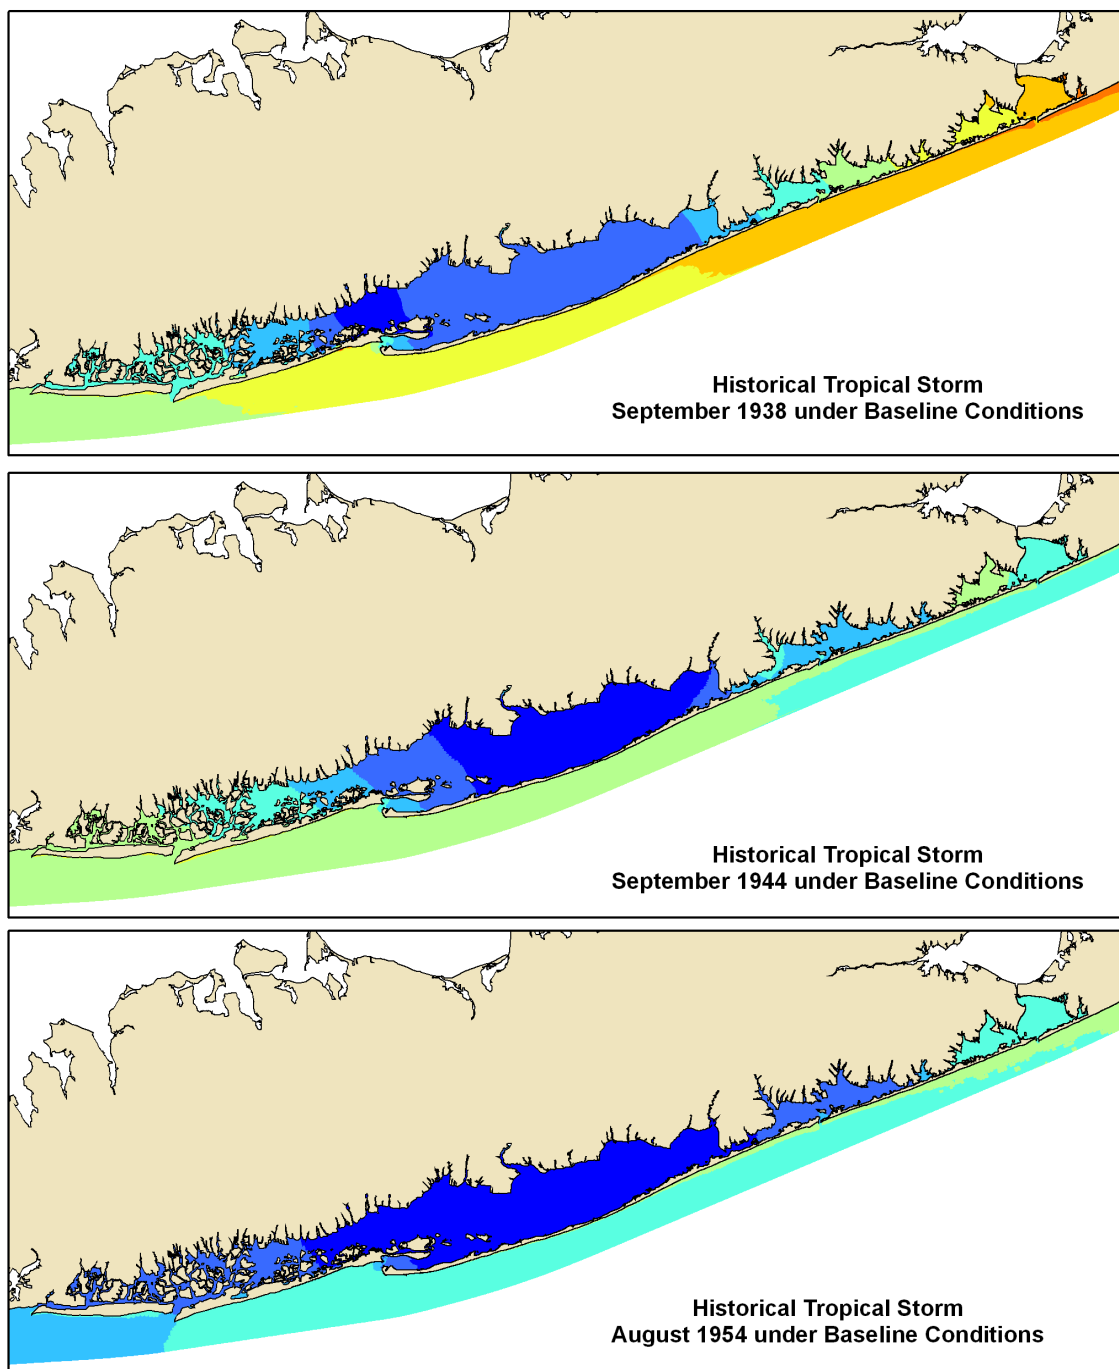 Historical Tropical Storm
September 1938 under Baseline Conditions
Historical Tropical Storm
September 1944 under Baseline Conditions
Historical Tropical Storm
August 1954 under Baseline Conditions